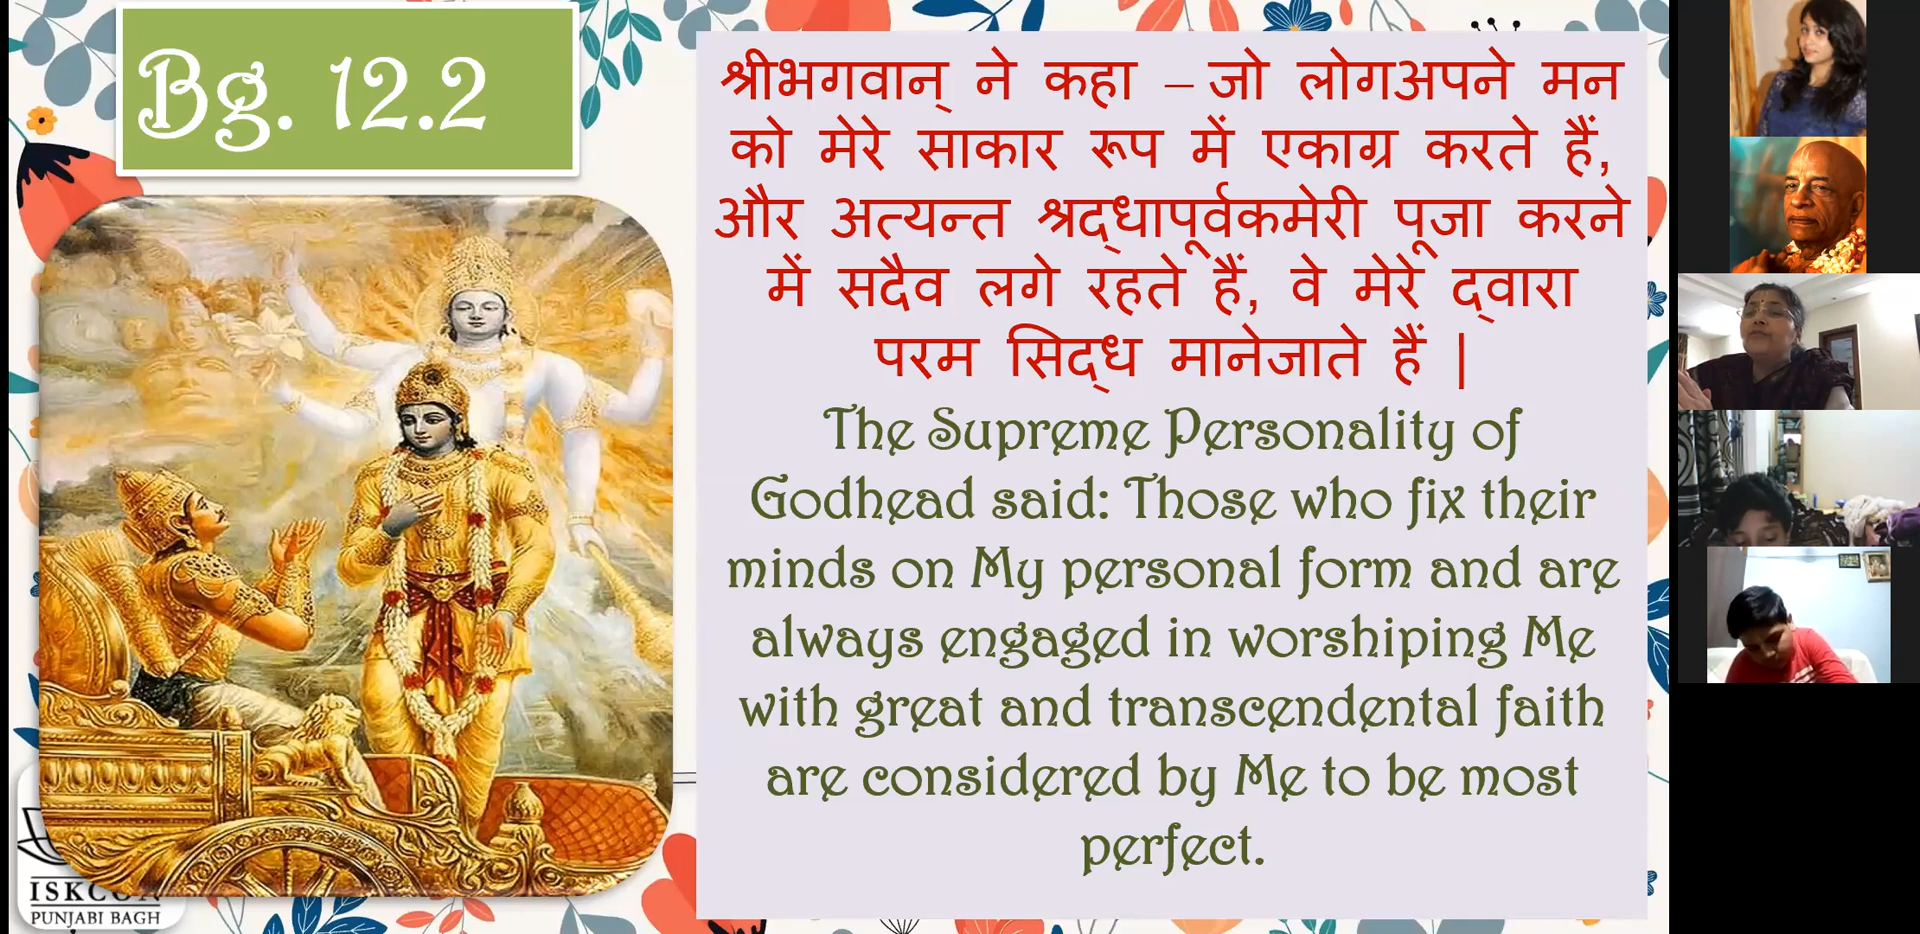 Bg. 12.2
श्रीभगवान् ने कहा – जो लोगअपने मन
को मेरे साकार रूप में एकाग्र करते हैं,
और अत्यन्त श्रद्धापूर्वकमेरी पूजा करने
में सदैव लगे रहते हैं, वे मेरे द्वारा
परम सिद्ध मानेजाते हैं |
The Supreme Personality of
Godhead said: Those who fix their
minds on My personal form and are
always engaged in worshiping Me
with great and transcendental faith
are considered by Me to be most
perfect.
ISKCON
PUNJABI BAGH